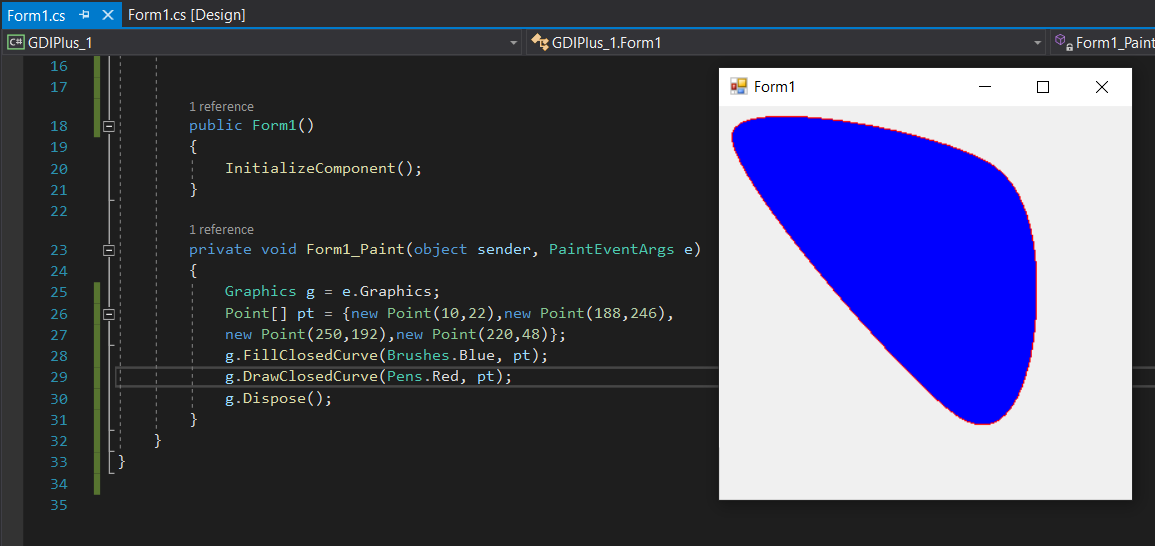 Form1.cs
Form1.cs [Design]
C# GDIPlus_1
GDIPlus_1.Form1
Form1_Paint
16
17
1 reference
18 public Form1()
19 {
20 InitializeComponent();
21 }
22
1 reference
23 private void Form1_Paint(object sender, PaintEventArgs e)
24 {
25 Graphics g = e.Graphics;
26 Point[] pt = {new Point(10,22),new Point(188,246),
27 new Point(250,192),new Point(220,48)};
28 g.FillClosedCurve(Brushes.Blue, pt);
29 g.DrawClosedCurve(Pens.Red, pt);
30 g.Dispose();
31 }
32 }
33 }
34
35
Form1